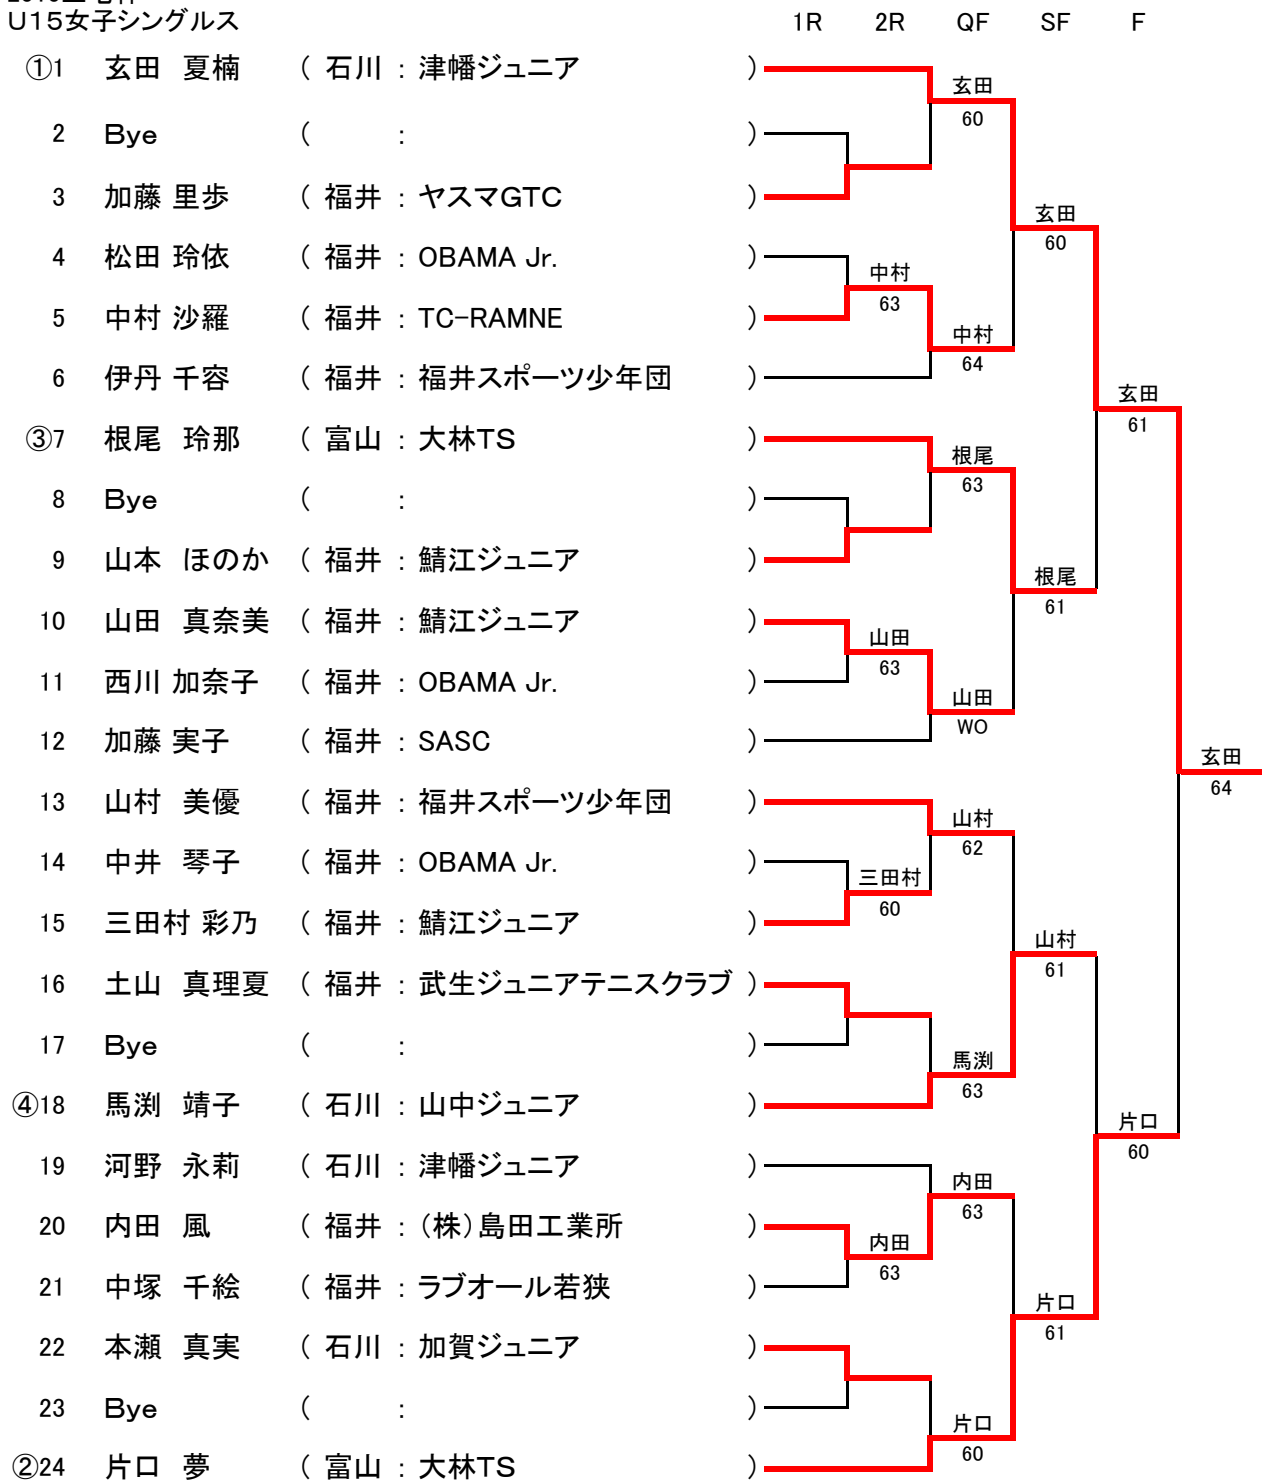 U15女子シングルス 1R 2R QF SF F
①1 玄田 夏楠 ( 石川 : 津幡ジュニア )
玄田
60
2 Bye ( : )
3 加藤 里歩 ( 福井 : ヤスマGTC )
玄田
60
4 松田 玲依 ( 福井 : OBAMA Jr. )
中村
63
5 中村 沙羅 ( 福井 : TC-RAMNE )
中村
64
6 伊丹 千容 ( 福井 : 福井スポーツ少年団 )
玄田
61
③7 根尾 玲那 ( 富山 : 大林TS )
根尾
63
8 Bye ( : )
9 山本 ほのか ( 福井 : 鯖江ジュニア )
根尾
61
10 山田 真奈美 ( 福井 : 鯖江ジュニア )
山田
63
11 西川 加奈子 ( 福井 : OBAMA Jr. )
山田
WO
12 加藤 実子 ( 福井 : SASC )
玄田
64
13 山村 美優 ( 福井 : 福井スポーツ少年団 )
山村
62
14 中井 琴子 ( 福井 : OBAMA Jr. )
三田村
60
15 三田村 彩乃 ( 福井 : 鯖江ジュニア )
山村
61
16 土山 真理夏 ( 福井 : 武生ジュニアテニスクラブ )
17 Bye ( : )
馬渕
63
④18 馬渕 靖子 ( 石川 : 山中ジュニア )
片口
60
19 河野 永莉 ( 石川 : 津幡ジュニア )
内田
63
20 内田 風 ( 福井 : (株)島田工業所 )
内田
63
21 中塚 千絵 ( 福井 : ラブオール若狭 )
片口
61
22 本瀬 真実 ( 石川 : 加賀ジュニア )
23 Bye ( : )
片口
60
②24 片口 夢 ( 富山 : 大林TS )